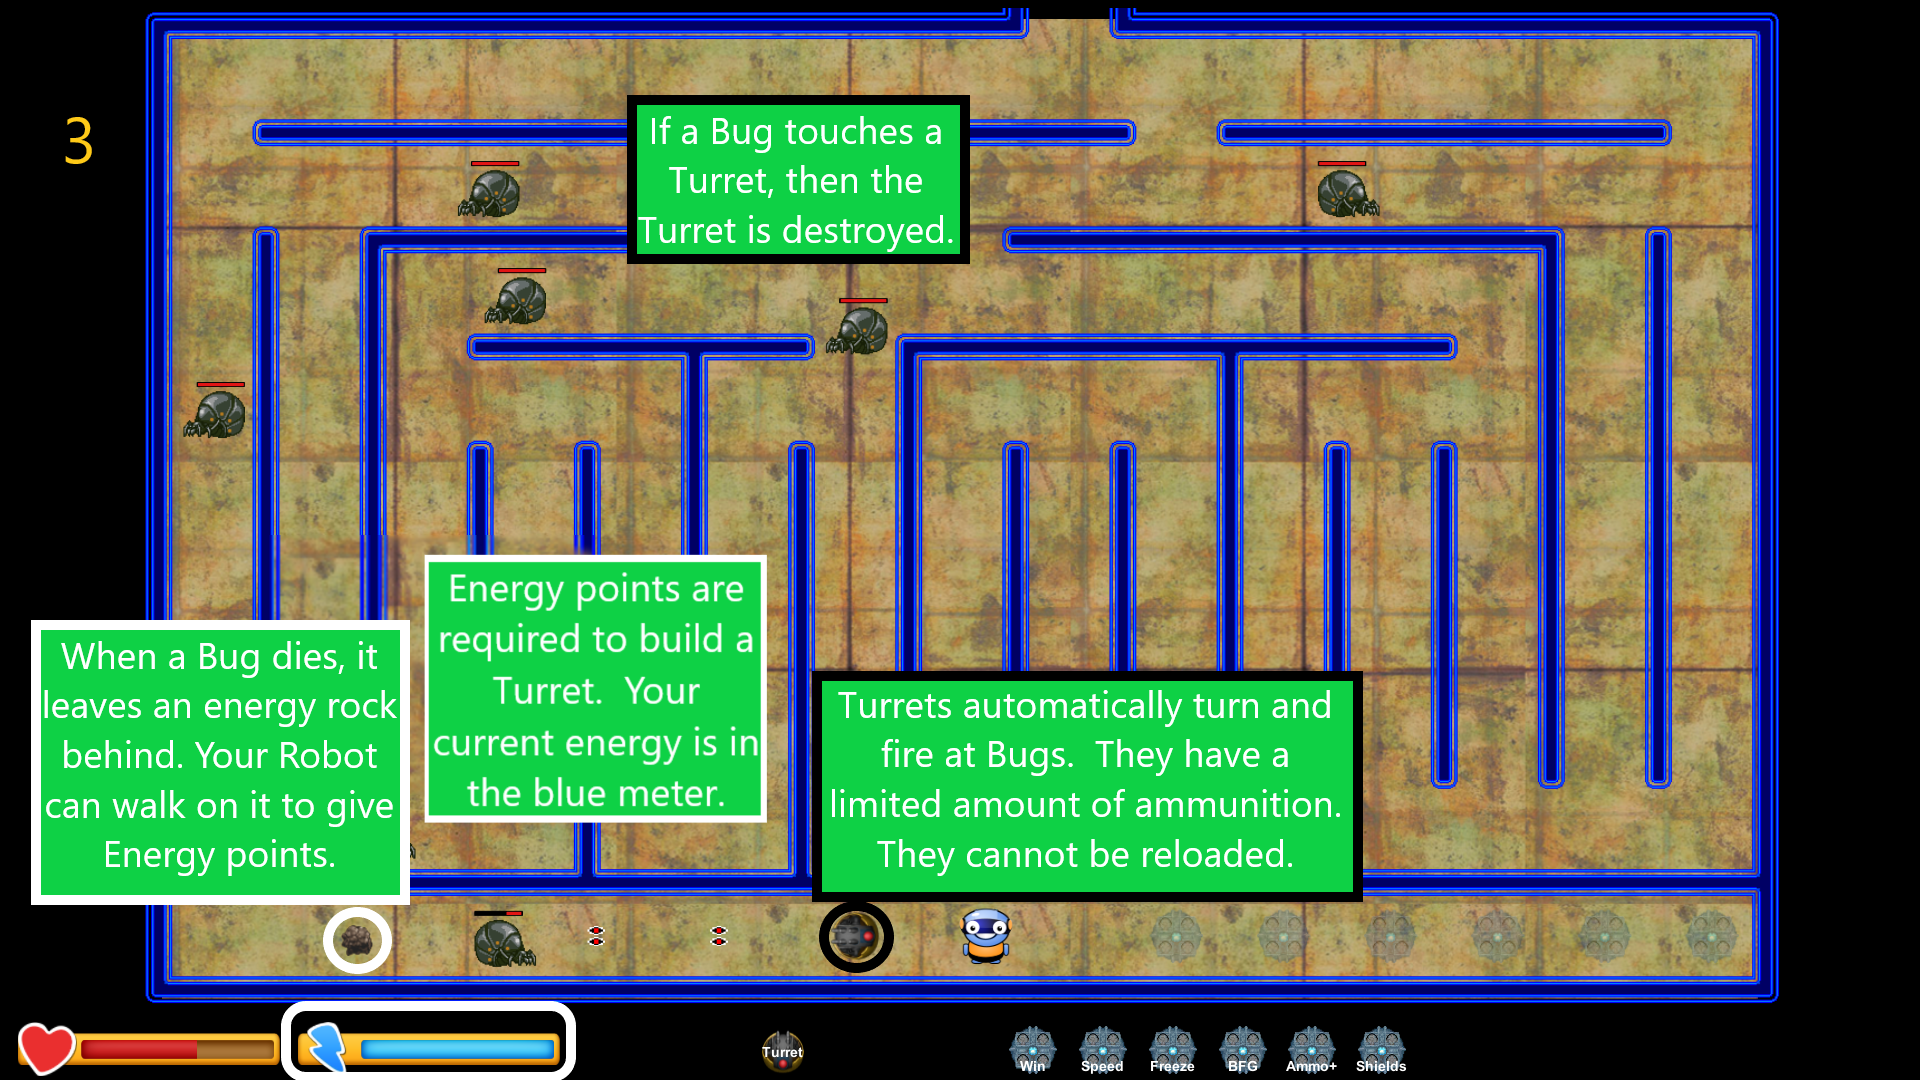 3
If a Bug touches a
Turret, then the
Turret is destroyed.
Energy points are
required to build a
Turret.  Your
current energy is in
the blue meter.
When a Bug dies, it
leaves an energy rock
behind. Your Robot
can walk on it to give
Energy points.
Turrets automatically turn and
fire at Bugs.  They have a
limited amount of ammunition.
They cannot be reloaded.
Turret
Win
Speed
Freeze
BFG
Ammo+
Shields